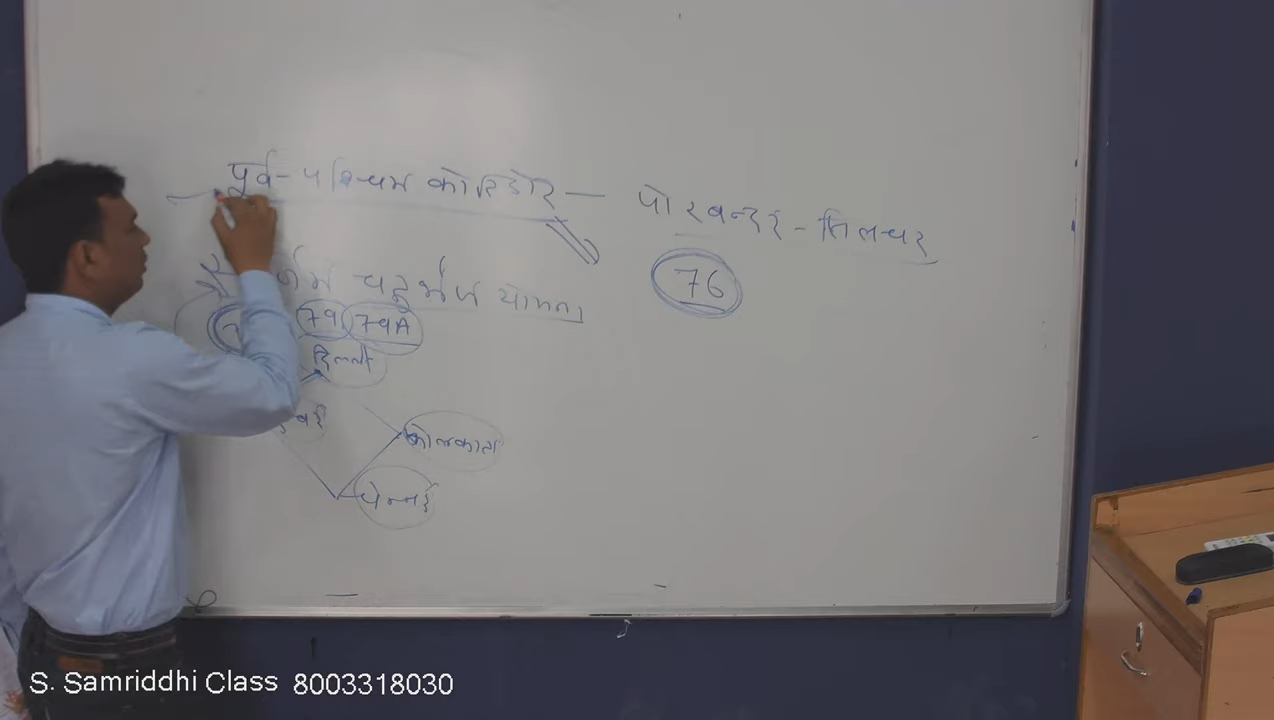 पूर्व-पश्चिम कोरिडोर — पोरबन्दर - सिलचर
चतुर्भुज योजना
76
79 79A
दिल्ली
कोलकाता
चेन्नई
S. Samriddhi Class 8003318030